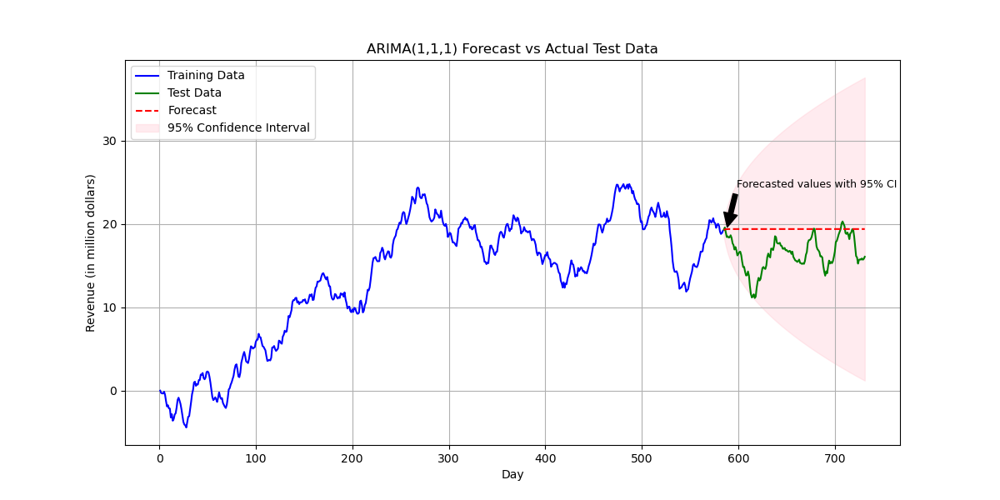 ARIMA(1,1,1) Forecast vs Actual Test Data
Training Data
Test Data
Forecast
95% Confidence Interval
Forecasted values with 95% CI
Revenue (in million dollars)
30
20
10
0
0 100 200 300 400 500 600 700
Day